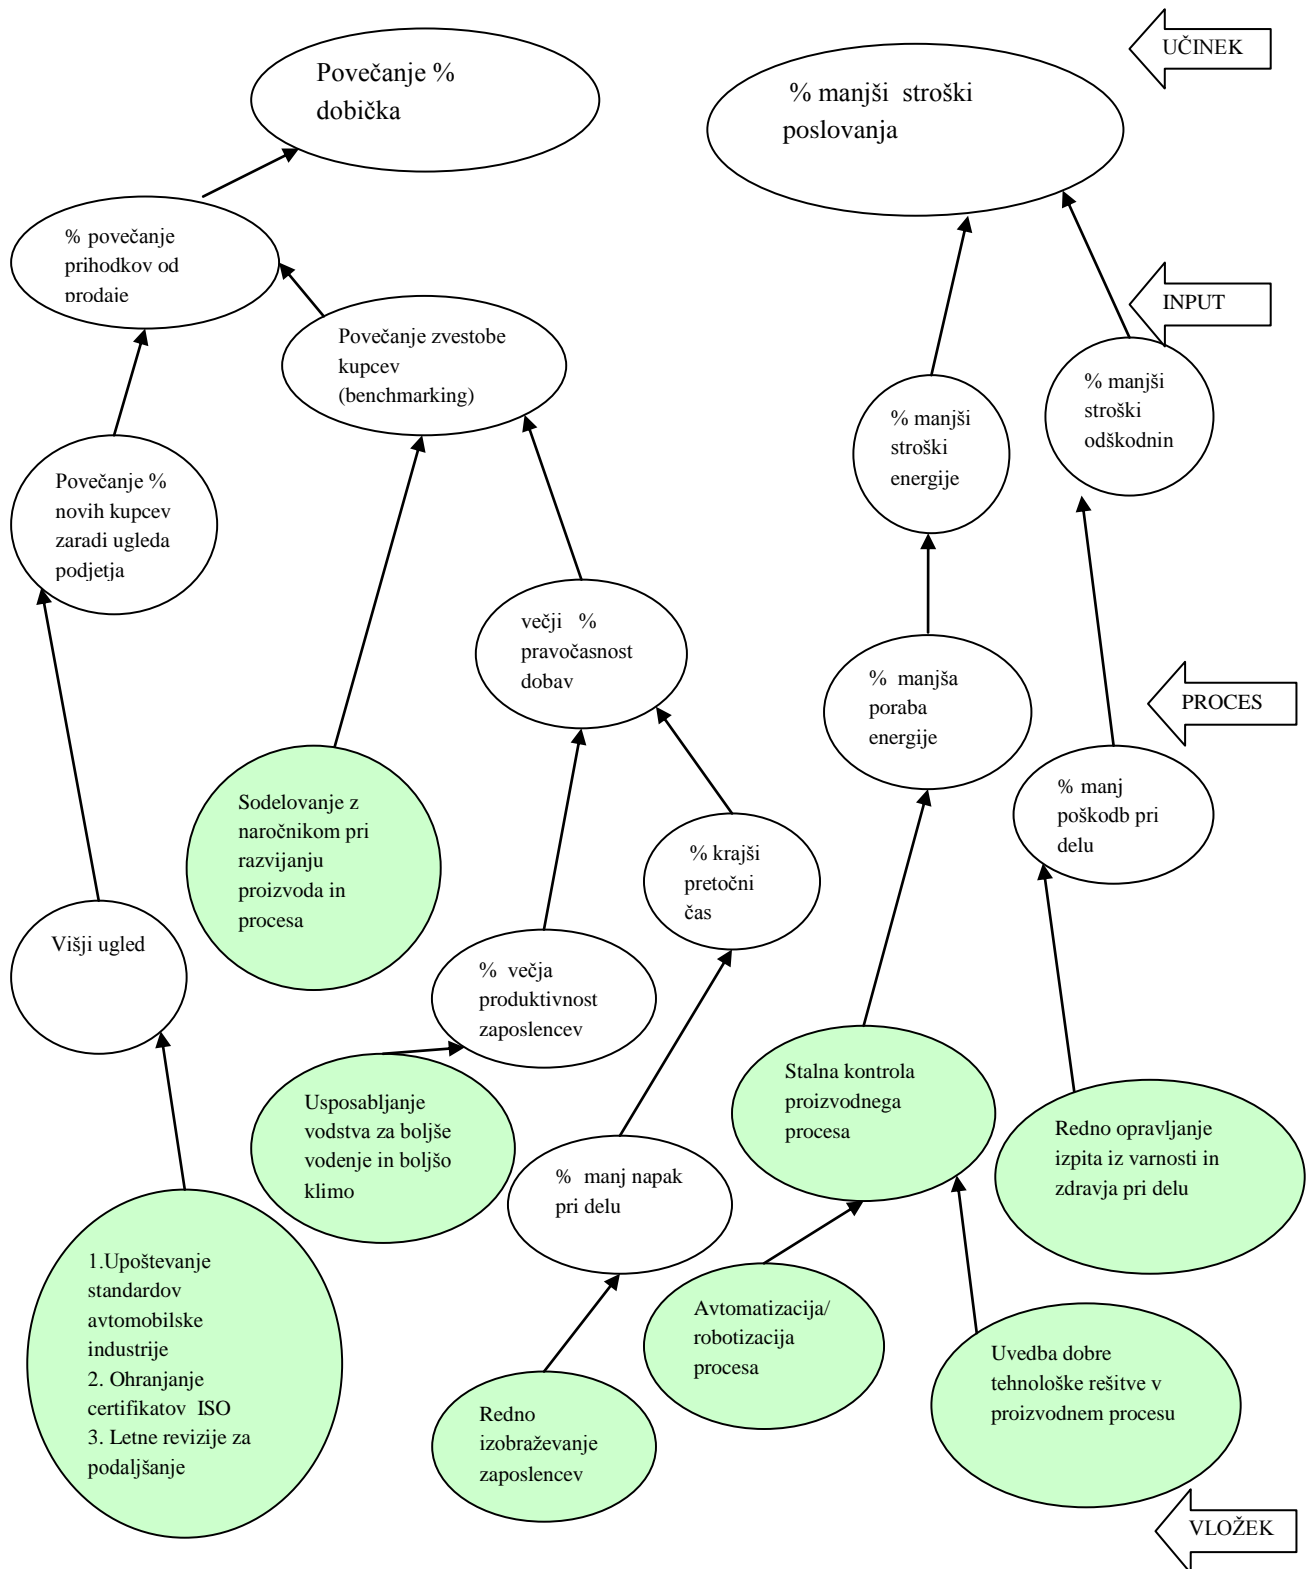 UČINEK
Povečanje %
dobička
% manjši stroški
poslovanja
% povečanje
prihodkov od
prodaje
INPUT
Povečanje zvestobe
kupcev
(benchmarking)
% manjši
stroški
odškodnin
% manjši
stroški
energije
Povečanje %
novih kupcev
zaradi ugleda
podjetja
večji %
pravočasnost
dobav
% manjša
poraba
energije
PROCES
Sodelovanje z
naročnikom pri
razvijanju
proizvoda in
procesa
% manj
poškodb pri
delu
% krajši
pretočni
čas
Višji ugled
% večja
produktivnost
zaposlencev
Stalna kontrola
proizvodnega
procesa
Usposabljanje
vodstva za boljše
vodenje in boljšo
klimo
Redno opravljanje
izpita iz varnosti in
zdravja pri delu
% manj napak
pri delu
1.Upoštevanje
standardov
avtomobilske
industrije
2. Ohranjanje
certifikatov ISO
3. Letne revizije za
podaljšanje
Avtomatizacija/
robotizacija
procesa
Uvedba dobre
tehnološke rešitve v
proizvodnem procesu
Redno
izobraževanje
zaposlencev
VLOŽEK